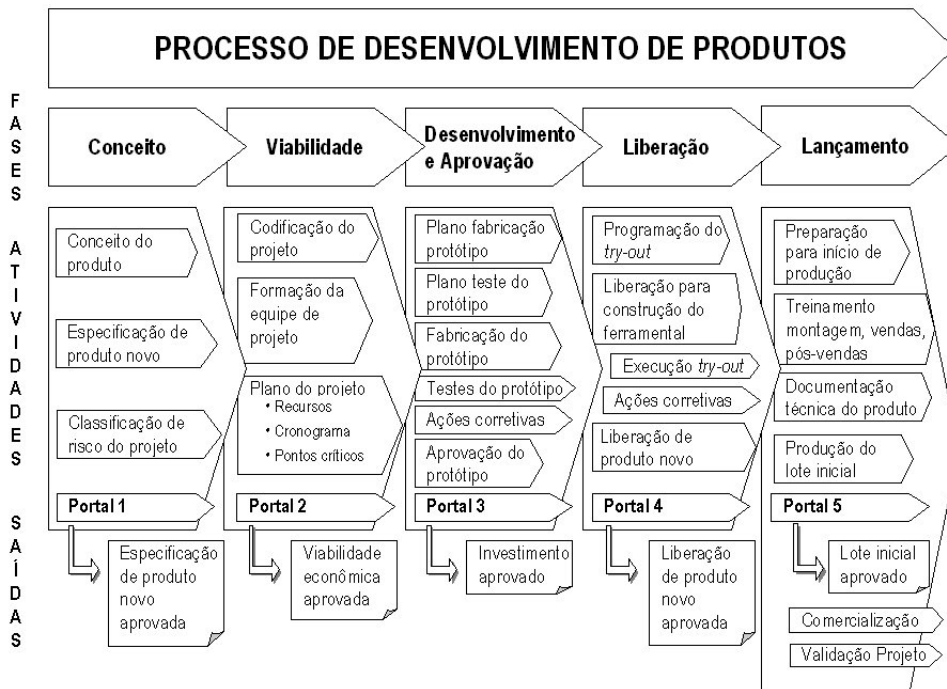 PROCESSO DE DESENVOLVIMENTO DE PRODUTOS
FASES
Conceito
Viabilidade
Desenvolvimento
e Aprovação
Liberação
Lançamento
ATIVIDADES
Conceito do
produto
Especificação de
produto novo
Classificação de
risco do projeto
Portal 1
Codificação do
projeto
Formação da
equipe de
projeto
Plano do projeto
• Recursos
• Cronograma
• Pontos críticos
Portal 2
Plano fabricação
protótipo
Plano teste do
protótipo
Fabricação do
protótipo
Testes do protótipo
Ações corretivas
Aprovação do
protótipo
Portal 3
Programação do
try-out
Liberação para
construção do
ferramental
Execução try-out
Ações corretivas
Liberação de
produto novo
Portal 4
Preparação
para início de
produção
Treinamento
montagem, vendas,
pós-vendas
Documentação
técnica do produto
Produção do
lote inicial
Portal 5
SAÍDAS
Especificação
de produto
novo
aprovada
Viabilidade
econômica
aprovada
Investimento
aprovado
Liberação
de produto
novo
aprovada
Lote inicial
aprovado
Comercialização
Validação Projeto